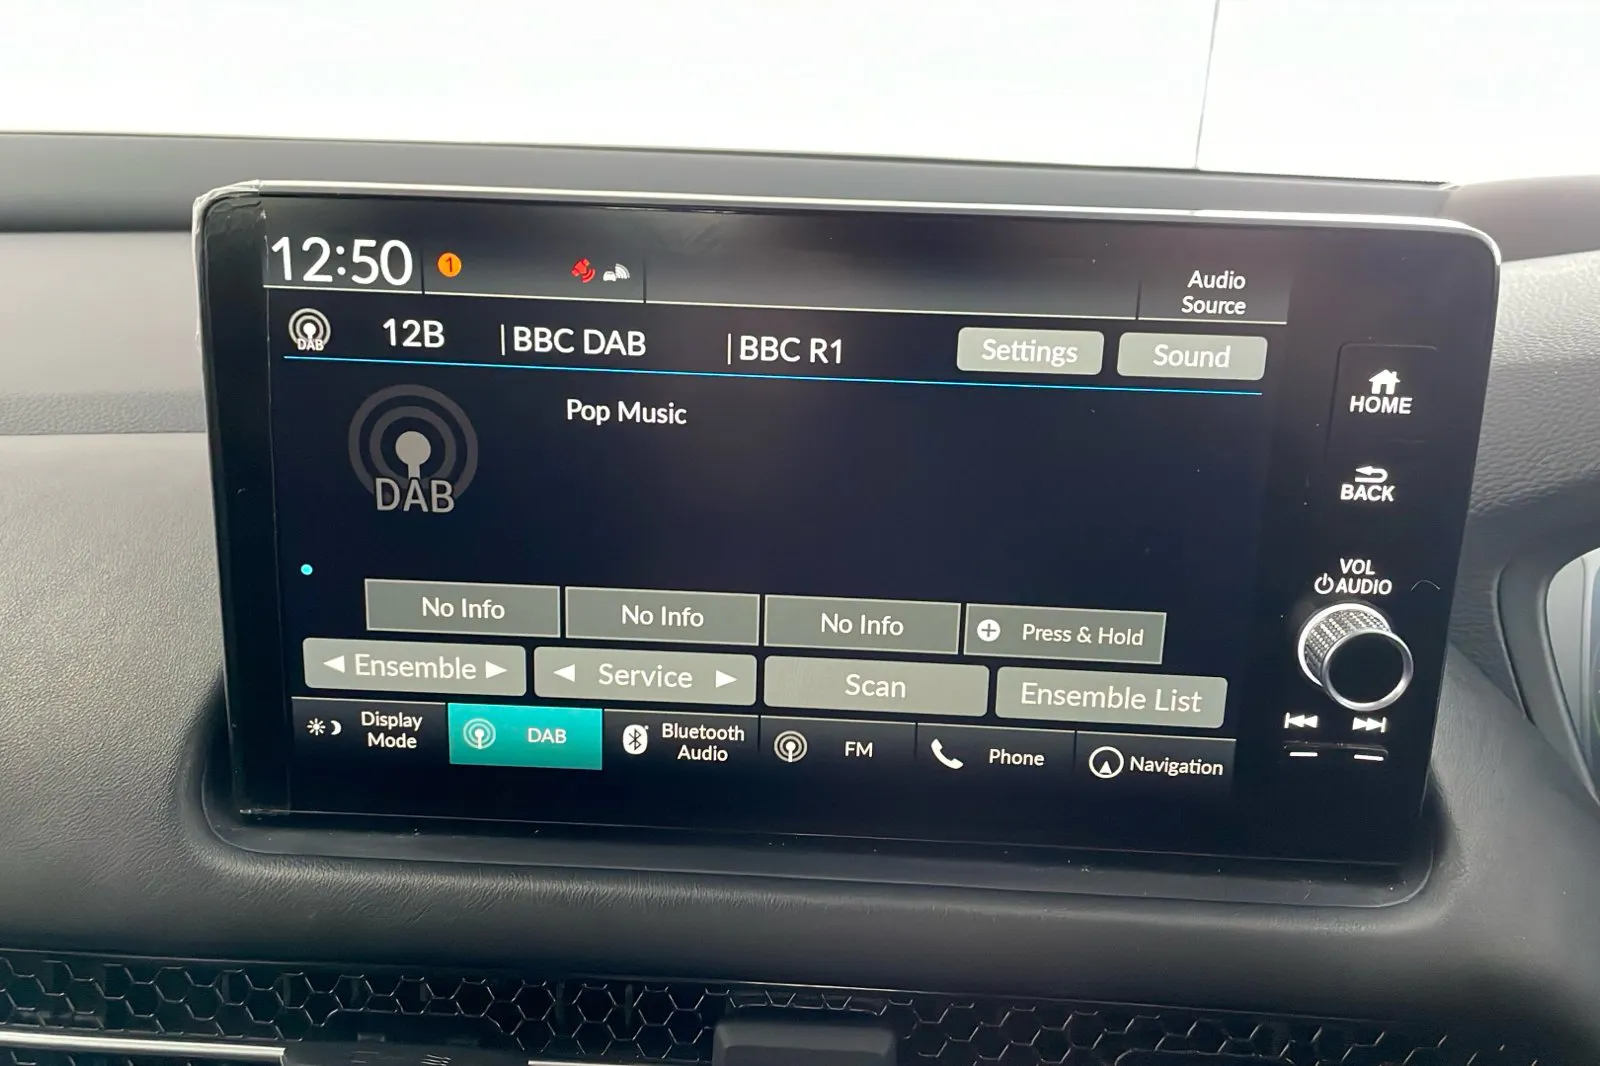 12:50
1
Audio
Source
DAB
12B
|BBC DAB
|BBC R1
Settings
Sound
HOME
Pop Music
DAB
BACK
VOL
AUDIO
No Info
No Info
No Info
Press & Hold
Ensemble
Service
Scan
Ensemble List
Display
Mode
DAB
Bluetooth
Audio
FM
Phone
Navigation